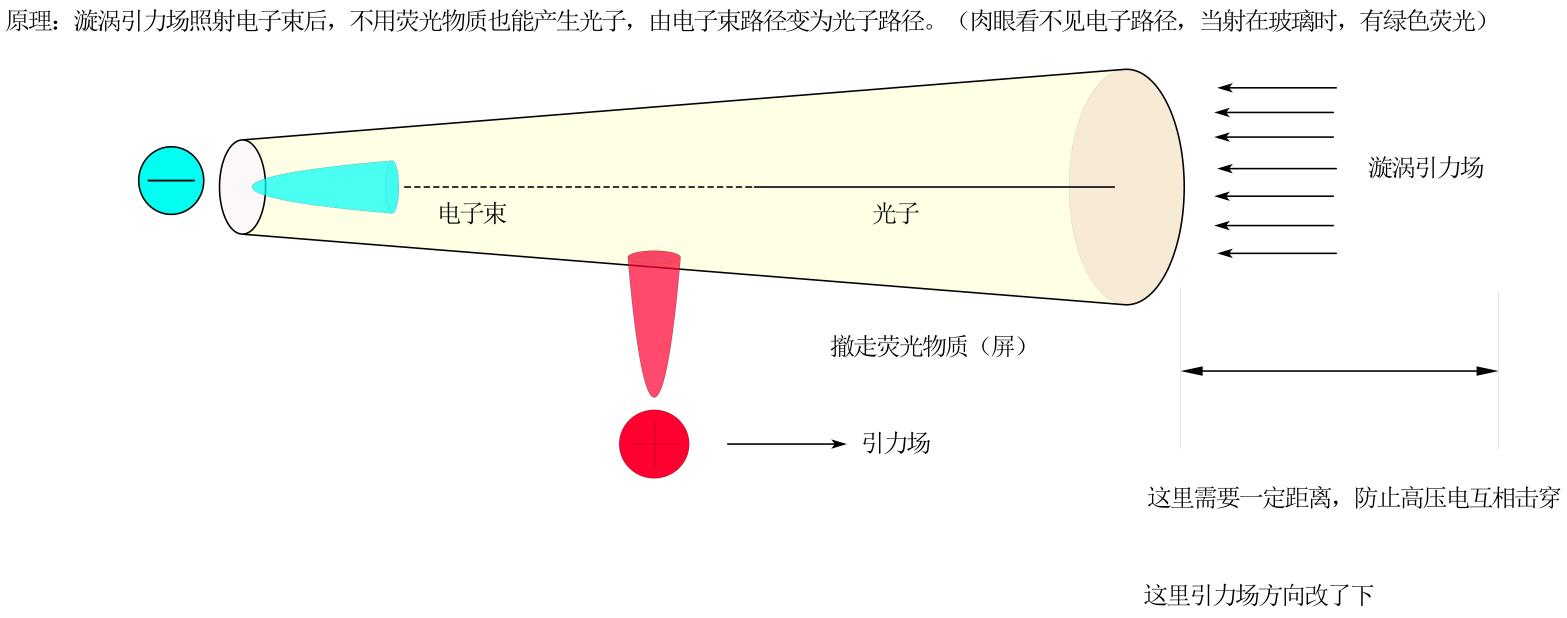 原理：漩涡引力场照射电子束后，不用荧光物质也能产生光子，由电子束路径变为光子路径。（肉眼看不见电子路径，当射在玻璃时，有绿色荧光）
漩涡引力场
电子束
光子
撤走荧光物质（屏）
引力场
这里需要一定距离，防止高压电互相击穿
这里引力场方向改了下